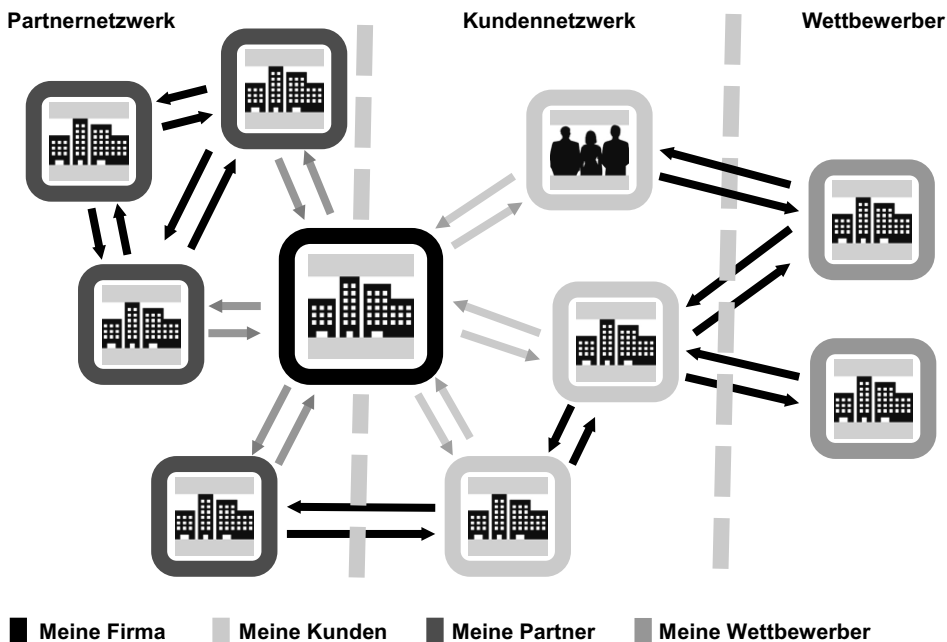 Partnernetzwerk
Kundennetzwerk
Wettbewerber
Meine Firma
Meine Kunden
Meine Partner
Meine Wettbewerber